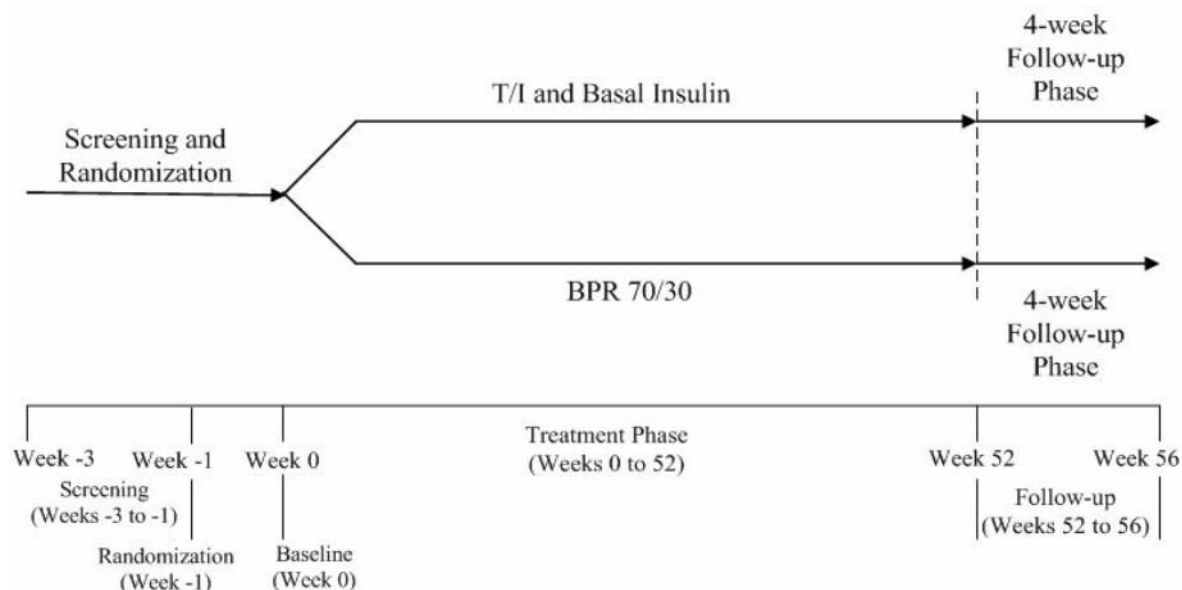 4-week
Follow-up
Phase
T/I and Basal Insulin
Screening and
Randomization
BPR 70/30
4-week
Follow-up
Phase
Treatment Phase
(Weeks 0 to 52)
Week -3 Week -1 Week 0 Week 52 Week 56
Screening
(Weeks -3 to -1)
Follow-up
(Weeks 52 to 56)
Randomization
(Week -1)
Baseline
(Week 0)